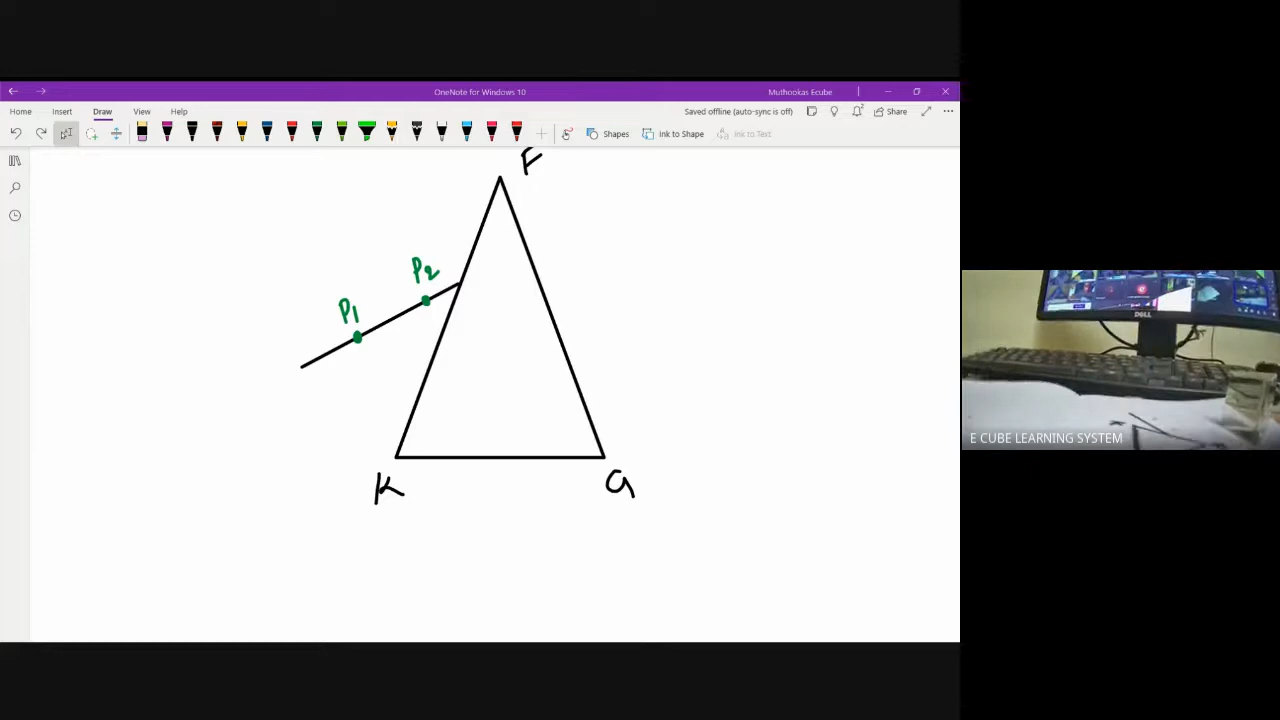 OneNote for Windows 10
Muthookas Ecube
Home Insert Draw View Help
Saved offline (auto-sync is off)
Share
Shapes
Ink to Shape
Ink to Text
F
P2
P1
K
G
DELL
E CUBE LEARNING SYSTEM